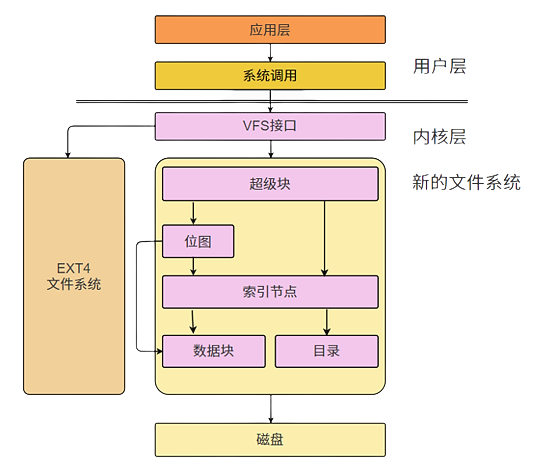 应用层
用户层
系统调用
VFS接口
内核层
新的文件系统
超级块
位图
EXT4
文件系统
索引节点
数据块
目录
磁盘